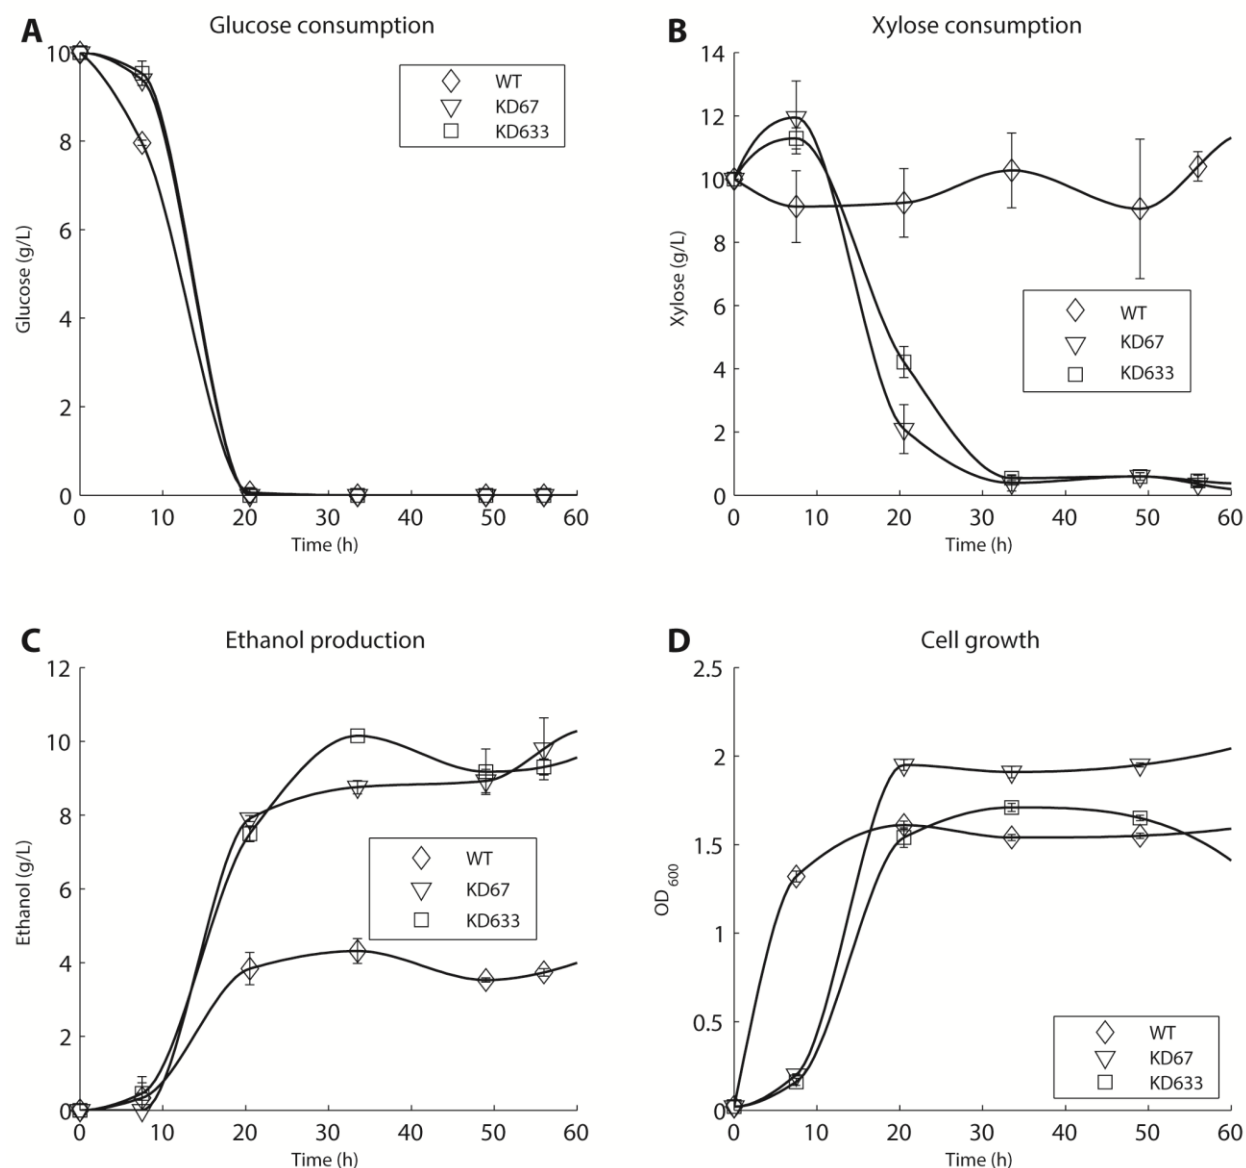 A Glucose consumption
10
8
6
4
2
0
Glucose (g/L)
WT
KD67
KD633
0 10 20 30 40 50 60
Time (h)
B Xylose consumption
14
12
10
8
6
4
2
0
Xylose (g/L)
WT
KD67
KD633
0 10 20 30 40 50 60
Time (h)
C Ethanol production
12
10
8
6
4
2
0
Ethanol (g/L)
WT
KD67
KD633
0 10 20 30 40 50 60
Time (h)
D Cell growth
2.5
2
1.5
1
0.5
0
OD600
WT
KD67
KD633
0 10 20 30 40 50 60
Time (h)